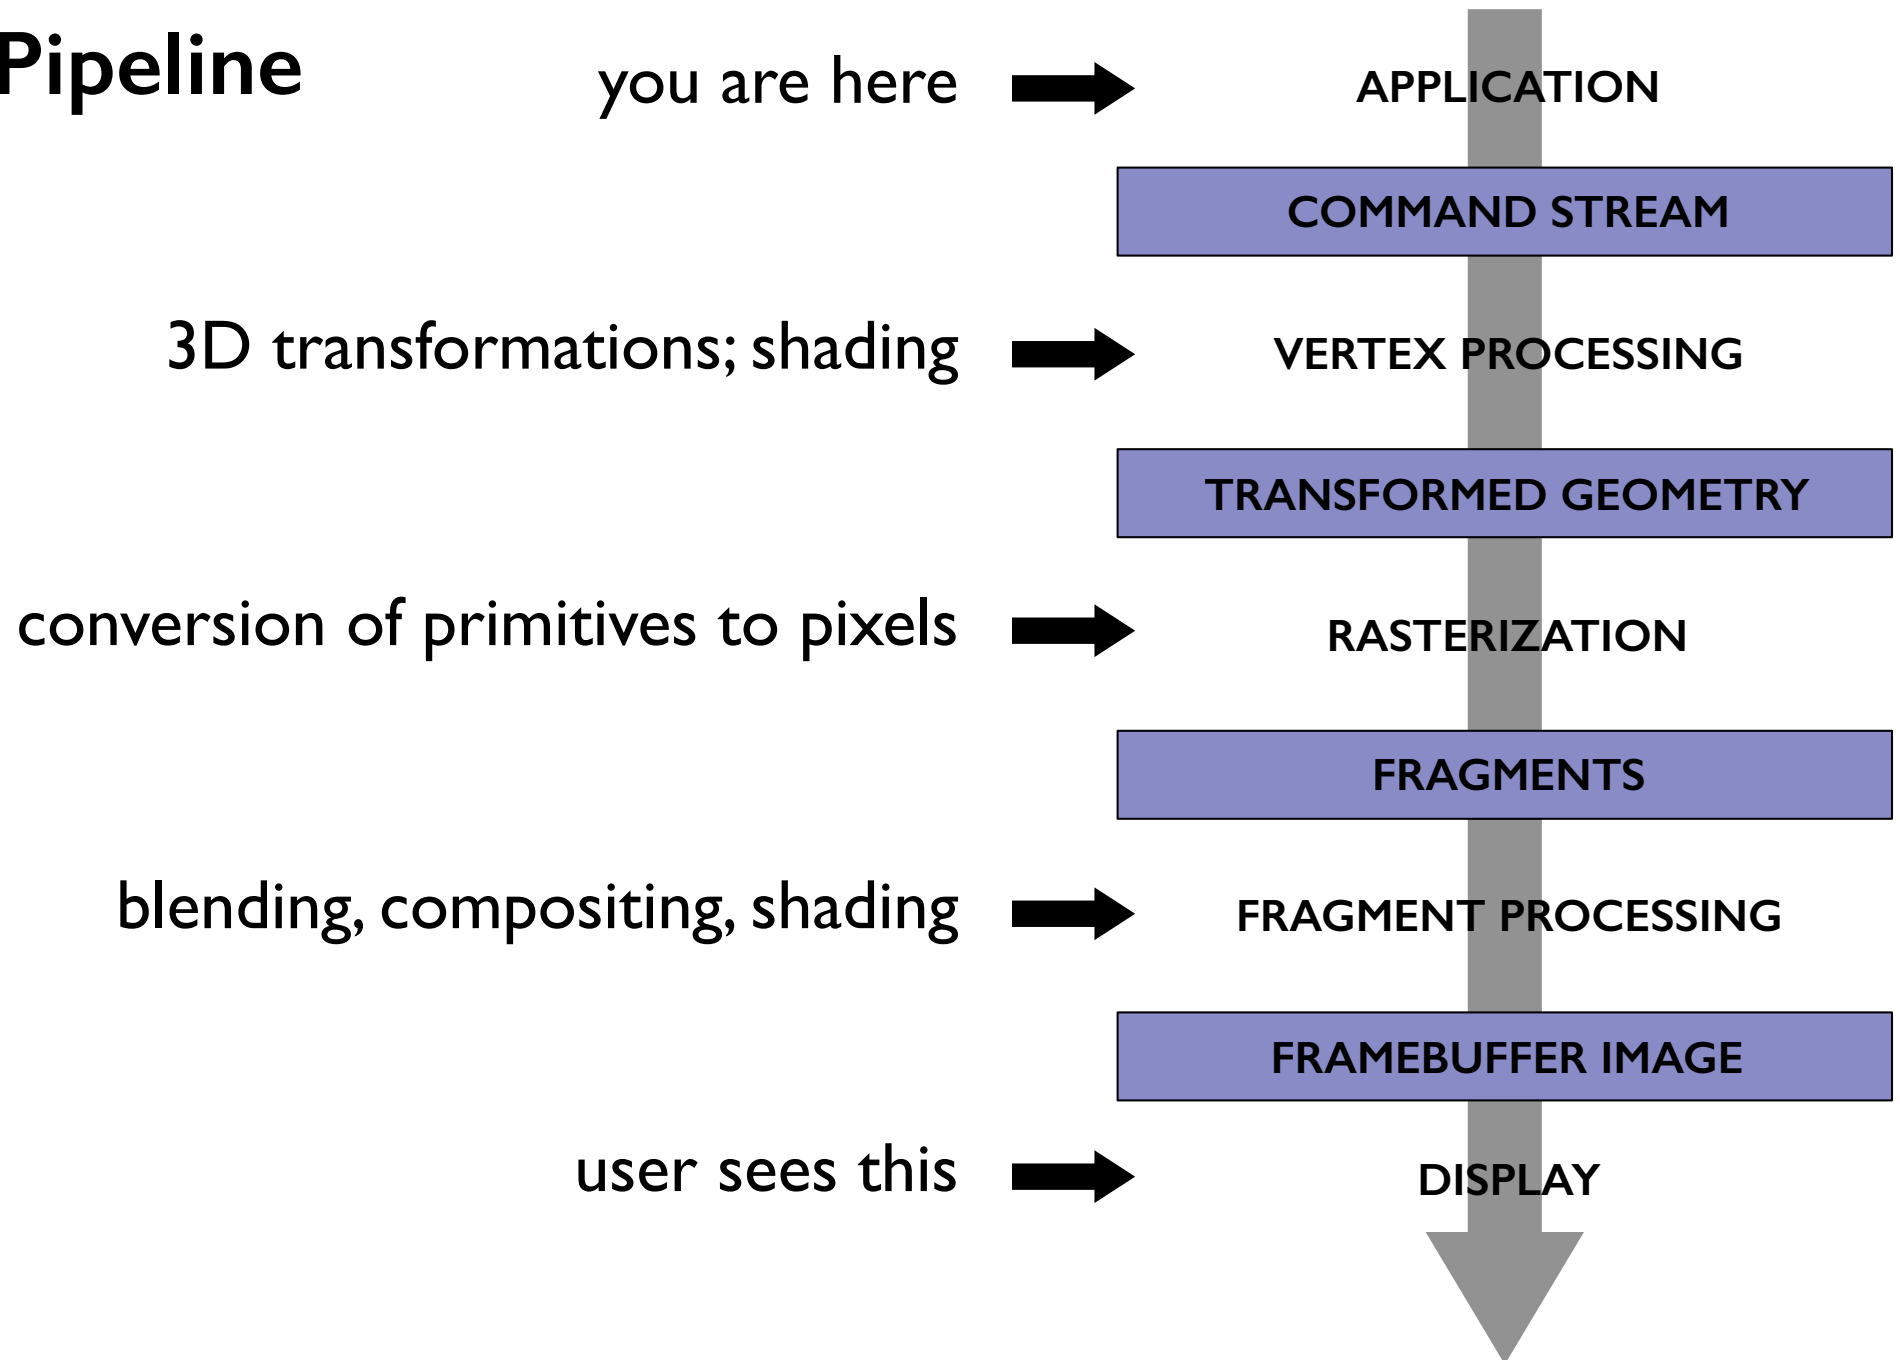 Pipeline
you are here
APPLICATION
COMMAND STREAM
3D transformations; shading
VERTEX PROCESSING
TRANSFORMED GEOMETRY
conversion of primitives to pixels
RASTERIZATION
FRAGMENTS
blending, compositing, shading
FRAGMENT PROCESSING
FRAMEBUFFER IMAGE
user sees this
DISPLAY